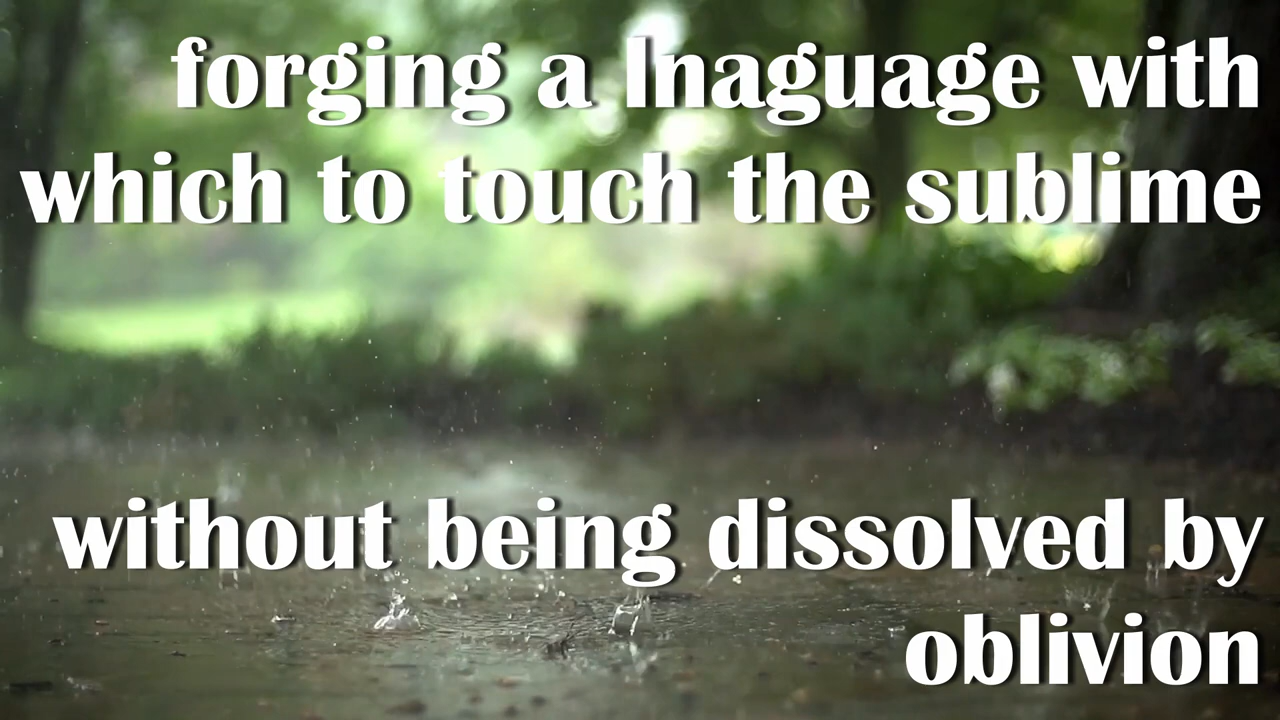 forging a lnaguage with
which to touch the sublime
without being dissolved by
oblivion